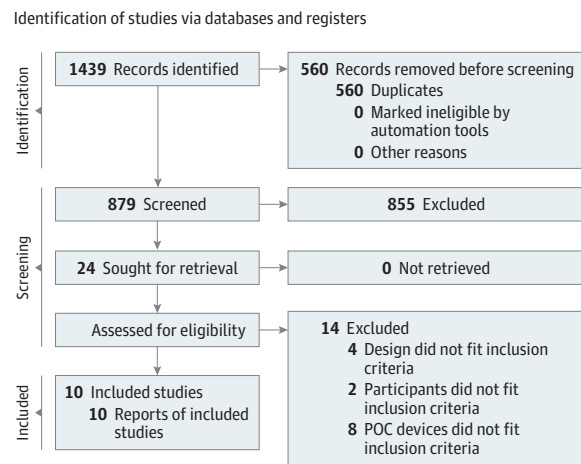 Identification of studies via databases and registers
Identification
1439 Records identified
560 Records removed before screening
560 Duplicates
0 Marked ineligible by
automation tools
0 Other reasons
Screening
879 Screened
855 Excluded
24 Sought for retrieval
0 Not retrieved
Assessed for eligibility
14 Excluded
4 Design did not fit inclusion
criteria
2 Participants did not fit
inclusion criteria
8 POC devices did not fit
inclusion criteria
Included
10 Included studies
10 Reports of included
studies